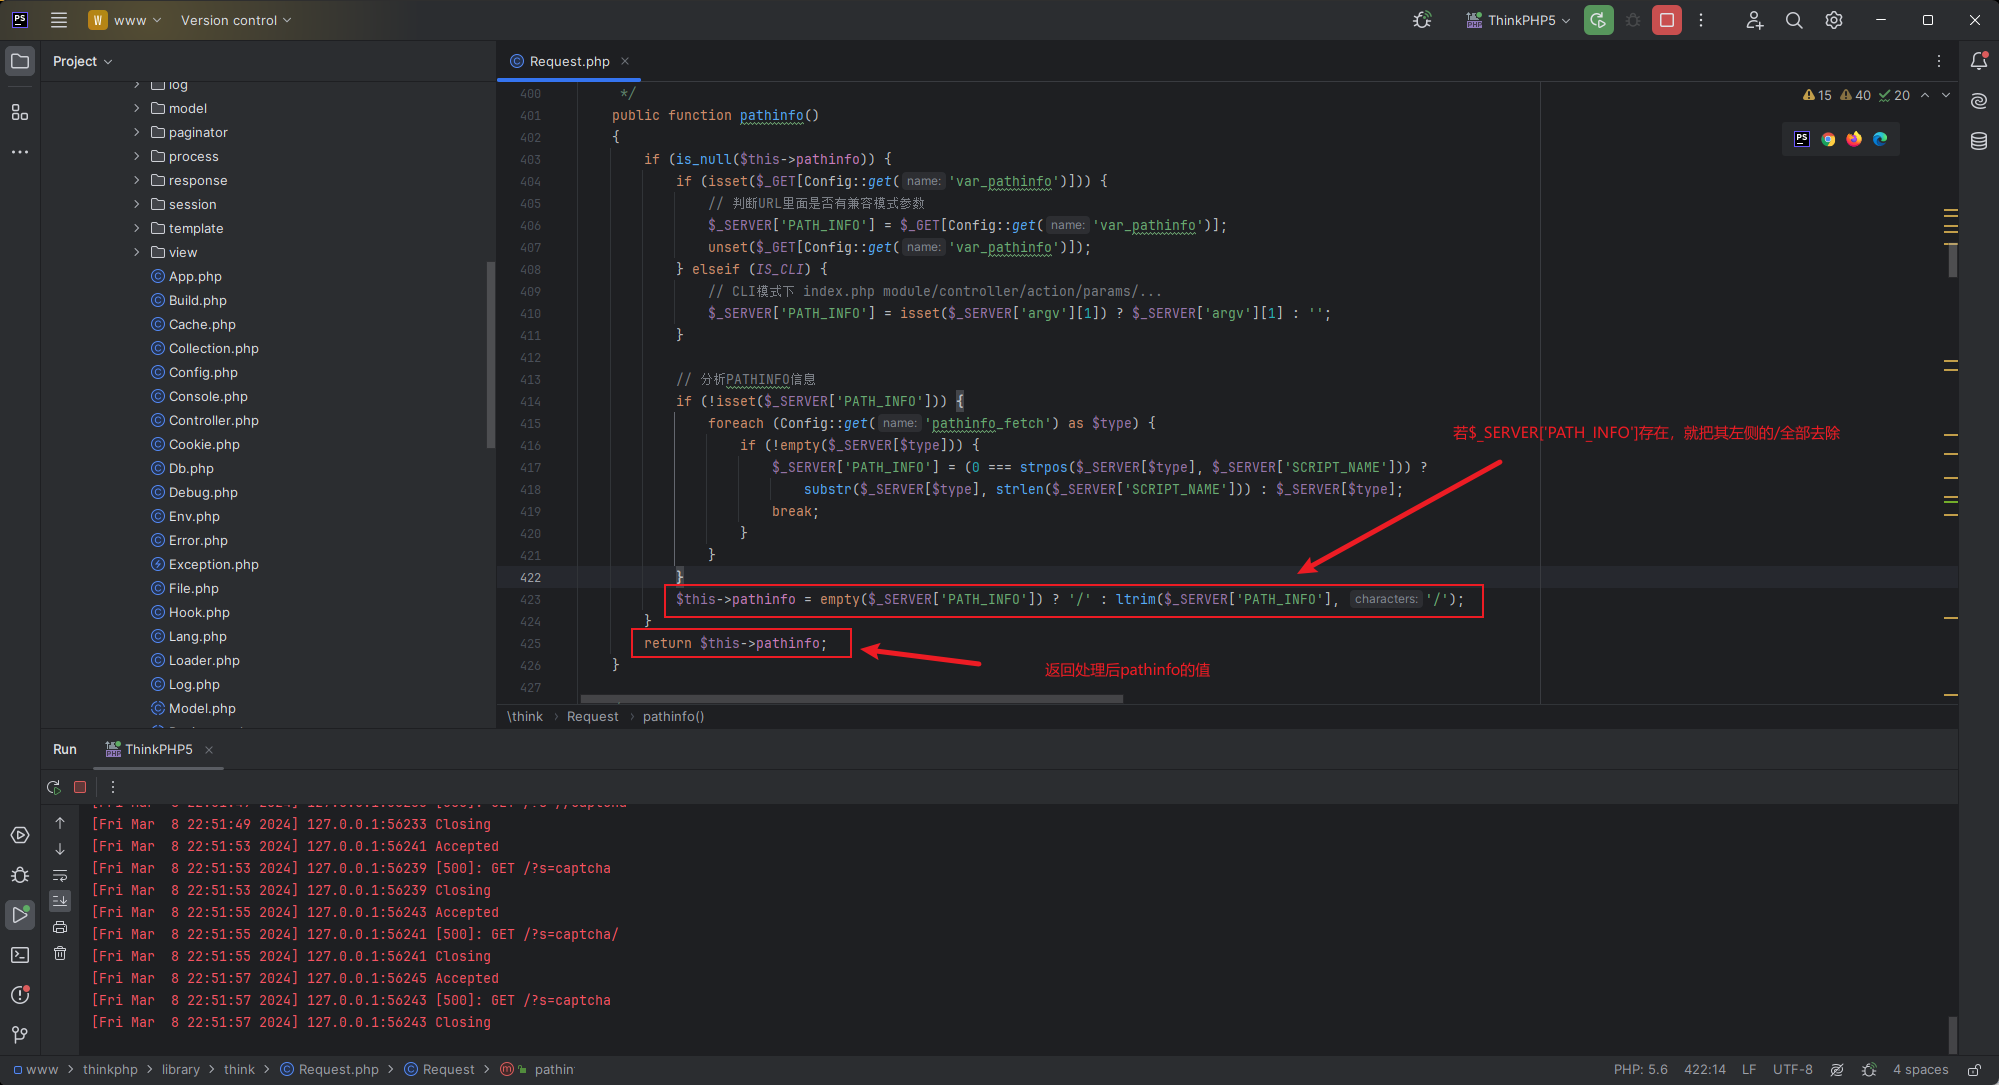 PS
W www
Version control
ThinkPHP5
Project
log
model
paginator
process
response
session
template
view
App.php
Build.php
Cache.php
Collection.php
Config.php
Console.php
Controller.php
Cookie.php
Db.php
Debug.php
Env.php
Error.php
Exception.php
File.php
Hook.php
Lang.php
Loader.php
Log.php
Model.php
Request.php
15 40 20
400 */
401 public function pathinfo()
402 {
403 if (is_null($this->pathinfo)) {
404 if (isset($_GET[Config::get( name: 'var_pathinfo')])) {
405 // 判断URL里面是否有兼容模式参数
406 $_SERVER['PATH_INFO'] = $_GET[Config::get( name: 'var_pathinfo')];
407 unset($_GET[Config::get( name: 'var_pathinfo')]);
408 } elseif (IS_CLI) {
409 // CLI模式下 index.php module/controller/action/params/...
410 $_SERVER['PATH_INFO'] = isset($_SERVER['argv'][1]) ? $_SERVER['argv'][1] : '';
411 }
412
413 // 分析PATHINFO信息
414 if (!isset($_SERVER['PATH_INFO'])) {
415 foreach (Config::get( name: 'pathinfo_fetch') as $type) {
416 if (!empty($_SERVER[$type])) {
417 $_SERVER['PATH_INFO'] = (0 === strpos($_SERVER[$type], $_SERVER['SCRIPT_NAME'])) ?
418 substr($_SERVER[$type], strlen($_SERVER['SCRIPT_NAME'])) : $_SERVER[$type];
419 break;
420 }
421 }
422 }
423 $this->pathinfo = empty($_SERVER['PATH_INFO']) ? '/' : ltrim($_SERVER['PATH_INFO'], characters: '/');
424 }
425 return $this->pathinfo;
426 }
427
若$_SERVER['PATH_INFO']存在，就把其左侧的/全部去除
返回处理后pathinfo的值
\think > Request > pathinfo()
Run ThinkPHP5
[Fri Mar  8 22:51:49 2024] 127.0.0.1:56233 Closing
[Fri Mar  8 22:51:53 2024] 127.0.0.1:56241 Accepted
[Fri Mar  8 22:51:53 2024] 127.0.0.1:56239 [500]: GET /?s=captcha
[Fri Mar  8 22:51:53 2024] 127.0.0.1:56239 Closing
[Fri Mar  8 22:51:55 2024] 127.0.0.1:56243 Accepted
[Fri Mar  8 22:51:55 2024] 127.0.0.1:56241 [500]: GET /?s=captcha/
[Fri Mar  8 22:51:55 2024] 127.0.0.1:56241 Closing
[Fri Mar  8 22:51:57 2024] 127.0.0.1:56245 Accepted
[Fri Mar  8 22:51:57 2024] 127.0.0.1:56243 [500]: GET /?s=captcha
[Fri Mar  8 22:51:57 2024] 127.0.0.1:56243 Closing
www > thinkphp > library > think > Request.php > Request > pathin
PHP: 5.6 422:14 LF UTF-8 4 spaces